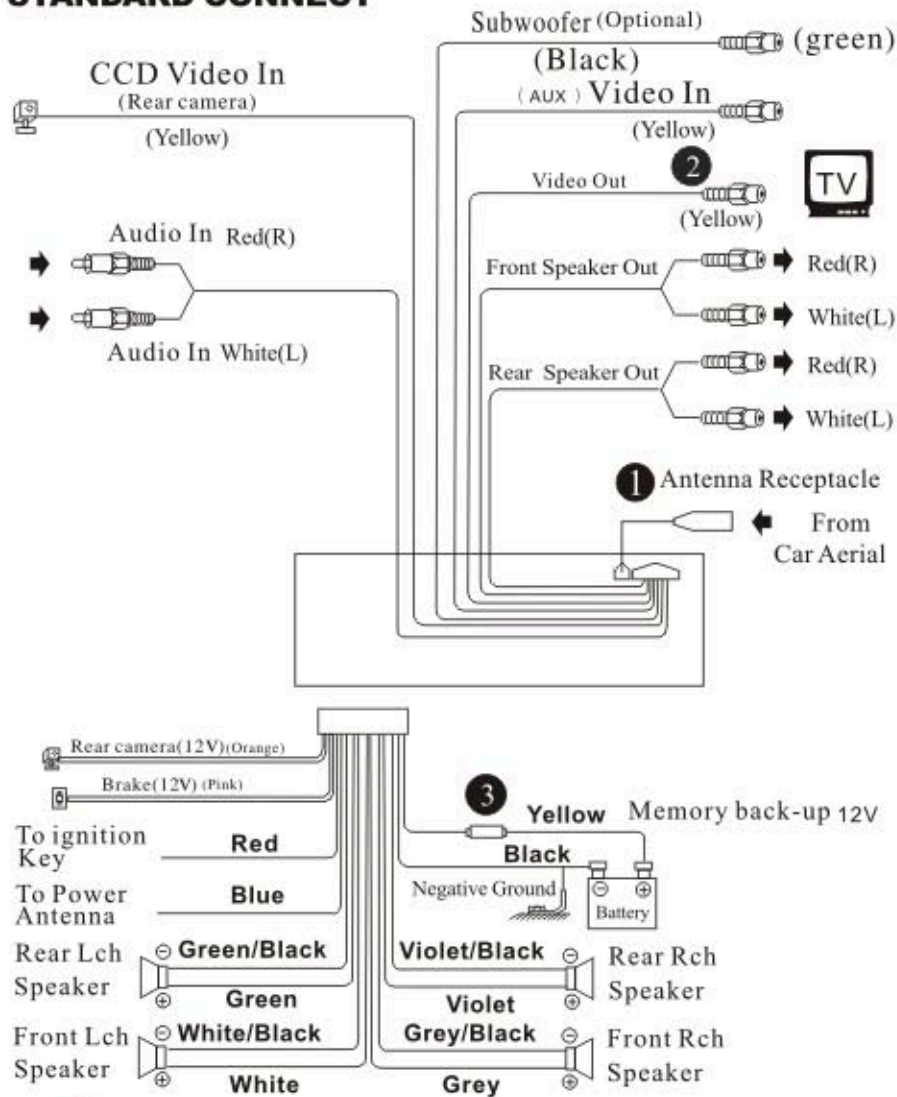 STANDARD CONNECT
Subwoofer (Optional)
(green)
(Black)
CCD Video In
(Rear camera)
(Yellow)
( AUX ) Video In
(Yellow)
2
Video Out
(Yellow)
TV
Audio In Red(R)
Audio In White(L)
Front Speaker Out
Red(R)
White(L)
Rear Speaker Out
Red(R)
White(L)
1 Antenna Receptacle
From
Car Aerial
Rear camera(12V)(Orange)
Brake(12V) (Pink)
3
Yellow Memory back-up 12V
To ignition
Key
Red
Black
Negative Ground
Battery
To Power
Antenna
Blue
Rear Lch
Speaker
Green/Black
Green
Violet/Black
Violet
Rear Rch
Speaker
Front Lch
Speaker
White/Black
White
Grey/Black
Grey
Front Rch
Speaker